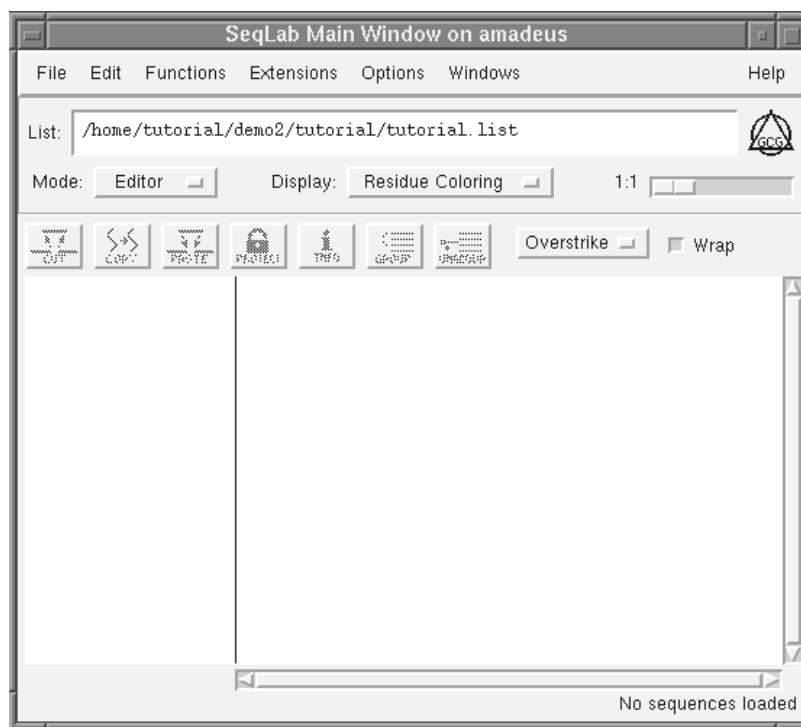 SeqLab Main Window on amadeus
File Edit Functions Extensions Options Windows Help
List: /home/tutorial/demo2/tutorial/tutorial.list
GCG
Mode: Editor Display: Residue Coloring 1:1
CUT COPY PASTE PROTECT INFO GROUP UNGROUP Overstrike Wrap
No sequences loaded